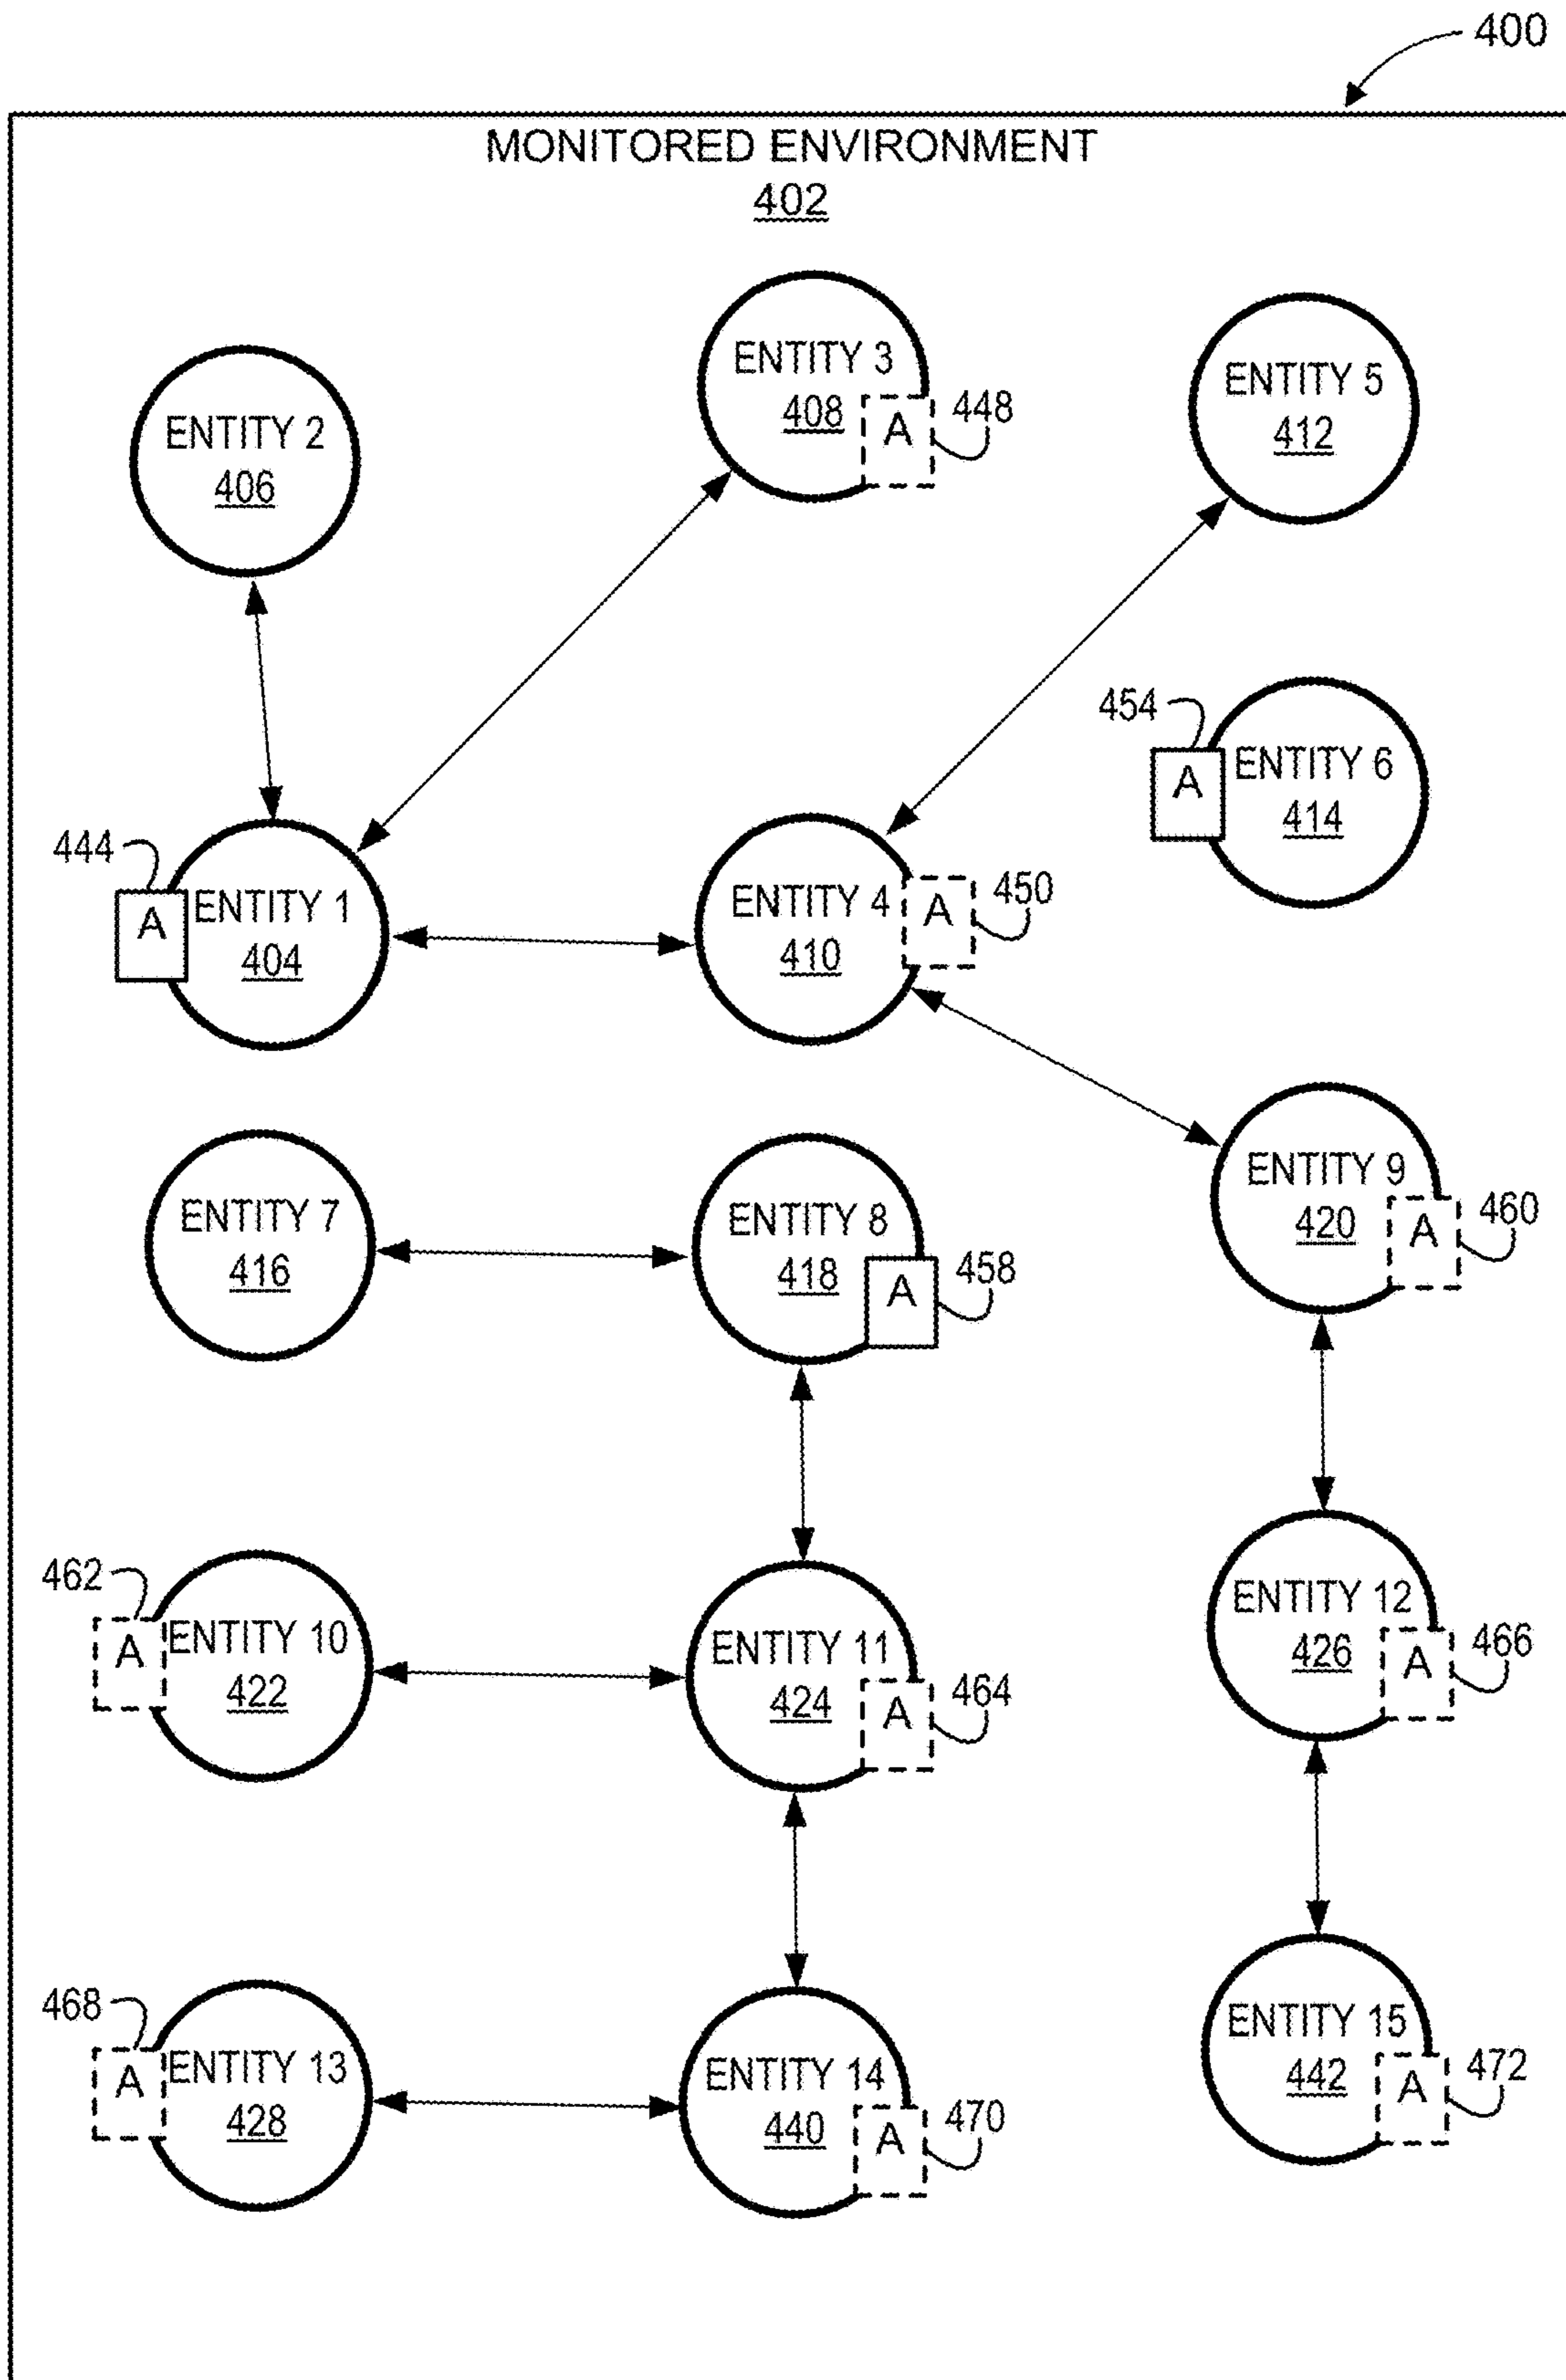 400
MONITORED ENVIRONMENT
402
ENTITY 2
406
ENTITY 3
408
A
448
ENTITY 5
412
454
A
ENTITY 6
414
444
A
ENTITY 1
404
ENTITY 4
410
A
450
ENTITY 7
416
ENTITY 8
418
A
458
ENTITY 9
420
A
460
462
A
ENTITY 10
422
ENTITY 11
424
A
464
ENTITY 12
426
A
466
468
A
ENTITY 13
428
ENTITY 14
440
A
470
ENTITY 15
442
A
472